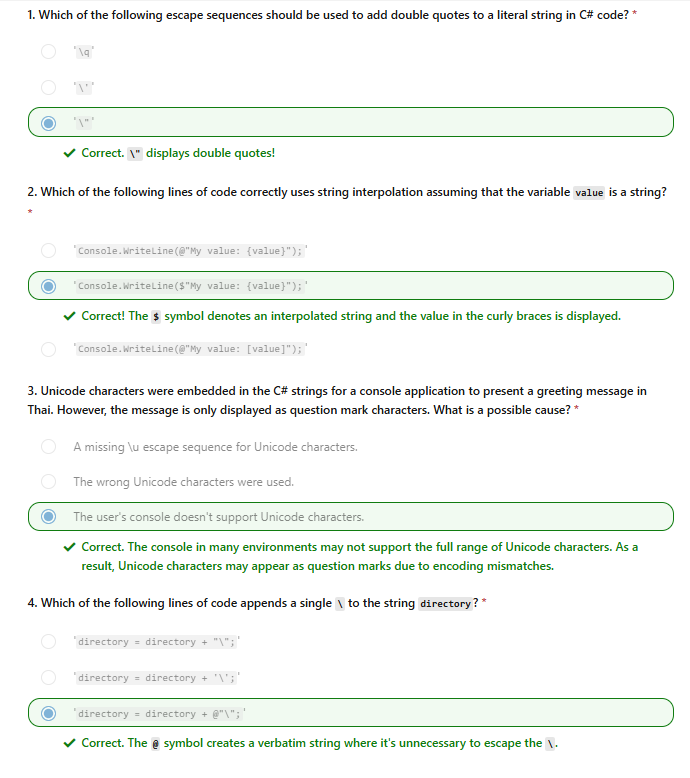 1. Which of the following escape sequences should be used to add double quotes to a literal string in C# code? *
'\q'
'\''
'\"'
Correct. \" displays double quotes!
2. Which of the following lines of code correctly uses string interpolation assuming that the variable value is a string?
*
'Console.WriteLine(@"My value: {value}");'
'Console.WriteLine($"My value: {value}");'
Correct! The $ symbol denotes an interpolated string and the value in the curly braces is displayed.
'Console.WriteLine(@"My value: [value]");'
3. Unicode characters were embedded in the C# strings for a console application to present a greeting message in
Thai. However, the message is only displayed as question mark characters. What is a possible cause? *
A missing \u escape sequence for Unicode characters.
The wrong Unicode characters were used.
The user's console doesn't support Unicode characters.
Correct. The console in many environments may not support the full range of Unicode characters. As a
result, Unicode characters may appear as question marks due to encoding mismatches.
4. Which of the following lines of code appends a single \ to the string directory? *
'directory = directory + "\";'
'directory = directory + '\';'
'directory = directory + @"\";'
Correct. The @ symbol creates a verbatim string where it's unnecessary to escape the \.